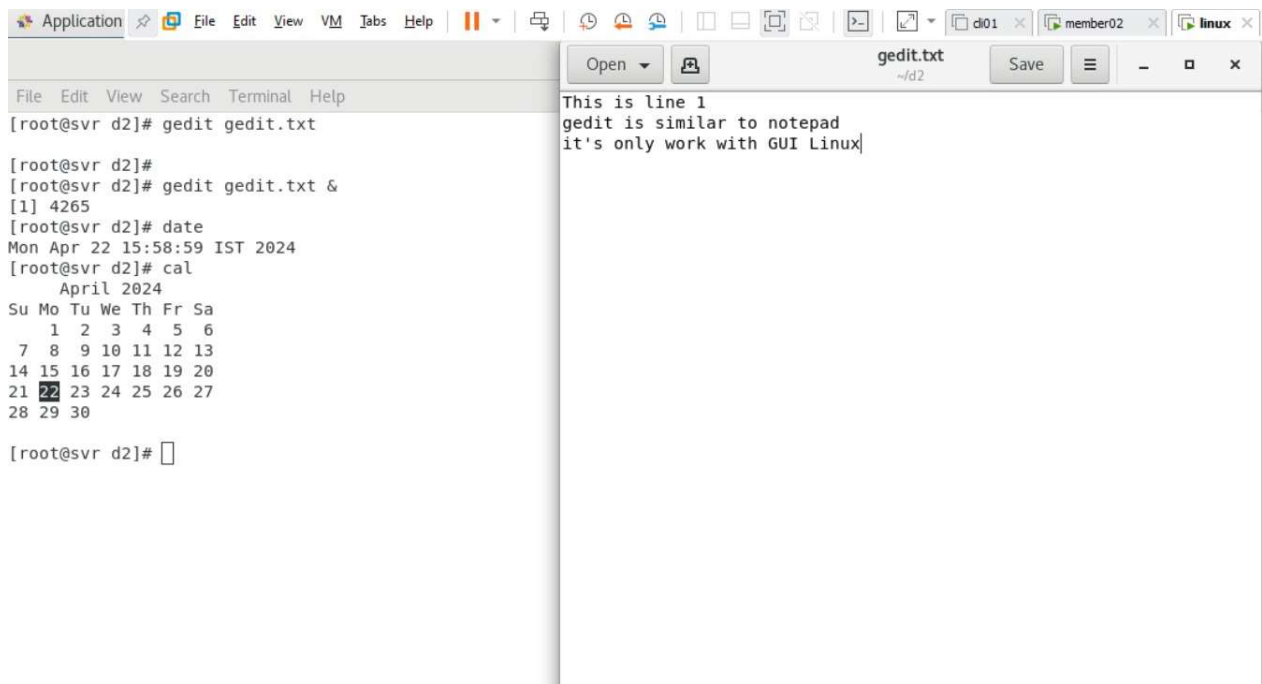 Application File Edit View VM Tabs Help dl01 member02 linux
File Edit View Search Terminal Help
[root@svr d2]# gedit gedit.txt
[root@svr d2]#
[root@svr d2]# gedit gedit.txt &
[1] 4265
[root@svr d2]# date
Mon Apr 22 15:58:59 IST 2024
[root@svr d2]# cal
April 2024
Su Mo Tu We Th Fr Sa
1 2 3 4 5 6
7 8 9 10 11 12 13
14 15 16 17 18 19 20
21 22 23 24 25 26 27
28 29 30
[root@svr d2]#
Open gedit.txt Save
~/d2
This is line 1
gedit is similar to notepad
it's only work with GUI Linux